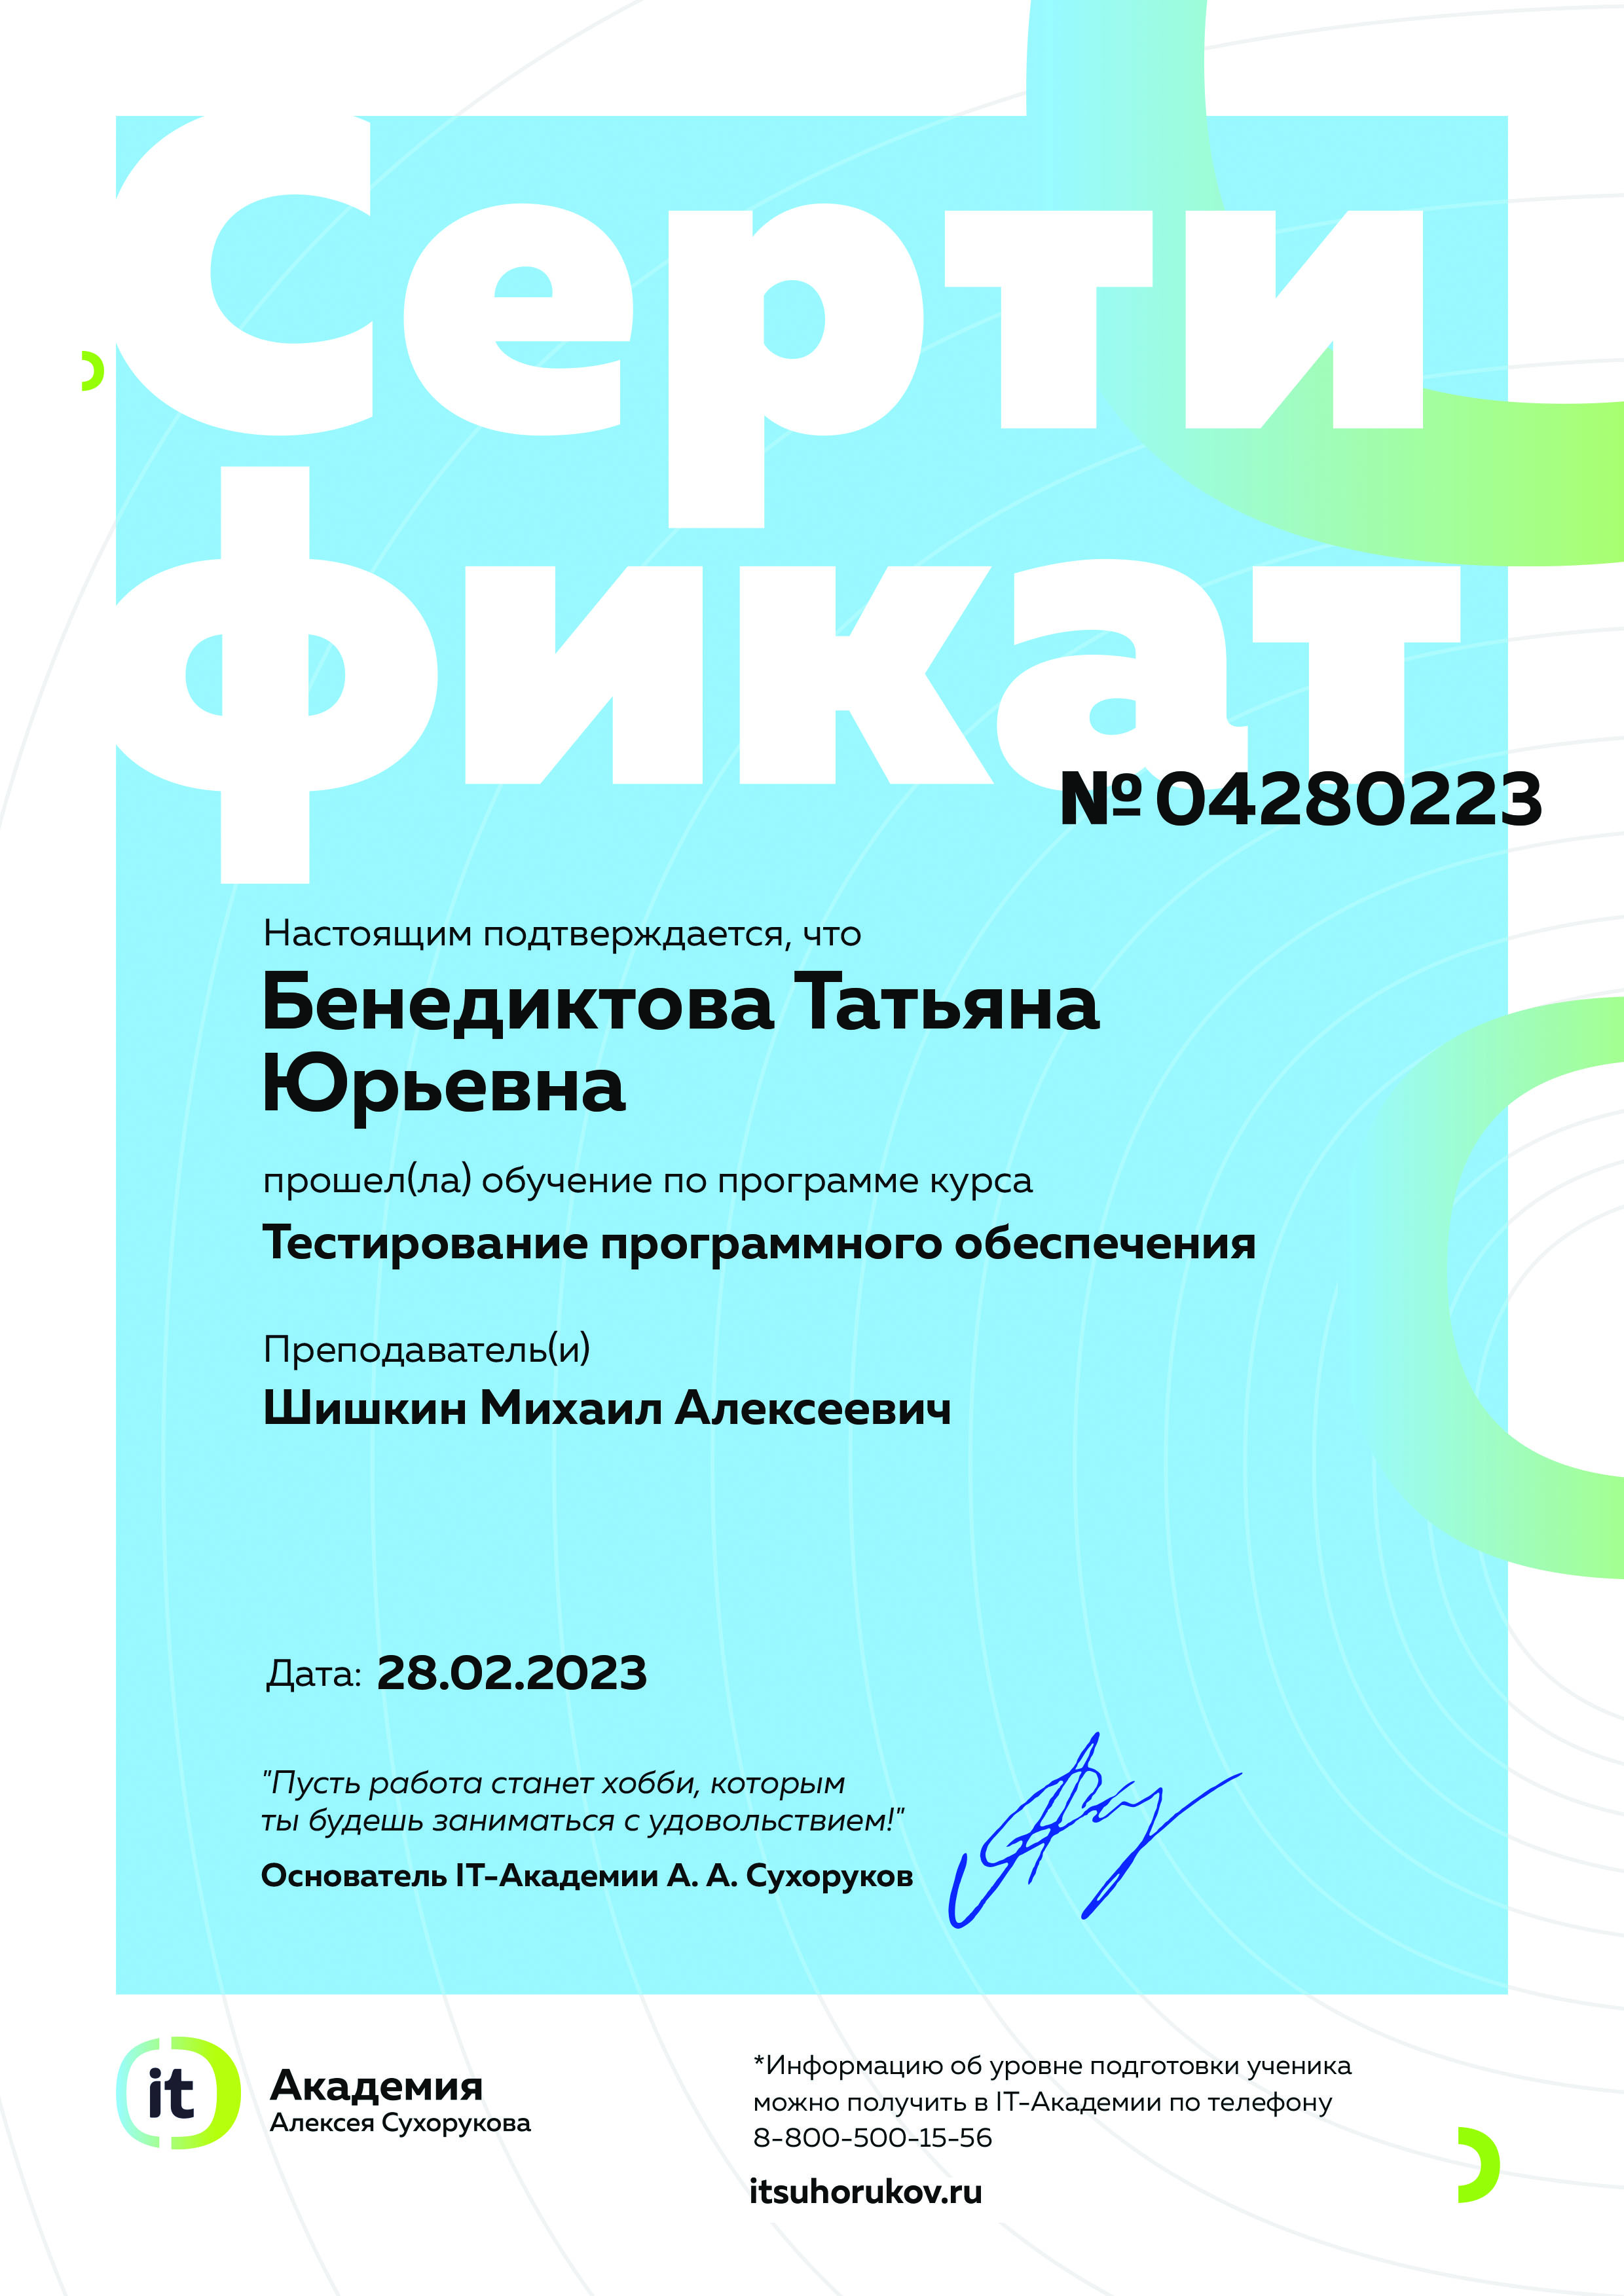 Серти
фикат
№ 04280223
Настоящим подтверждается, что
Бенедиктова Татьяна
Юрьевна
прошел(ла) обучение по программе курса
Тестирование программного обеспечения
Преподаватель(и)
Шишкин Михаил Алексеевич
Дата: 28.02.2023
"Пусть работа станет хобби, которым
ты будешь заниматься с удовольствием!"
Основатель IT-Академии А. А. Сухоруков
it
Академия
Алексея Сухорукова
*Информацию об уровне подготовки ученика
можно получить в IT-Академии по телефону
8-800-500-15-56
itsuhorukov.ru